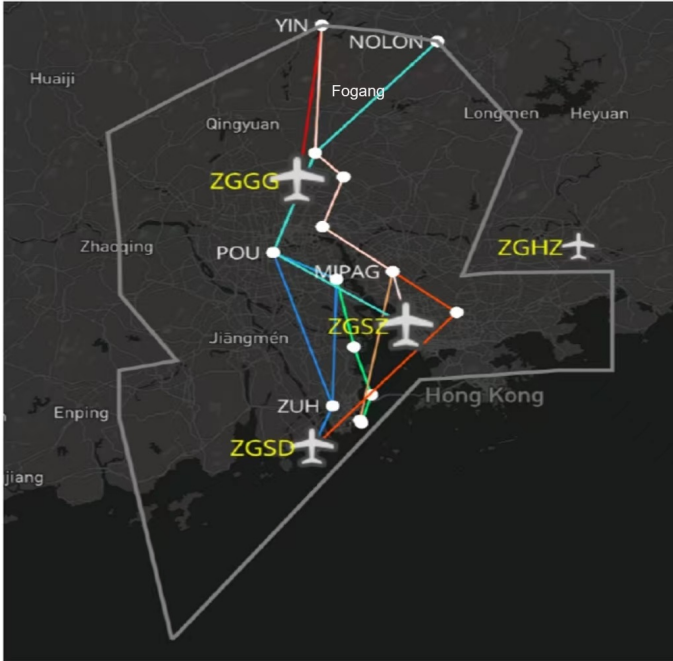 YIN
NOLON
Huaiji
Fogang
Qingyuan
Longmen
Heyuan
ZGGG
Zhaoqing
POU
ZGHZ
MIPAG
ZGSZ
Jiāngmén
Hong Kong
ZUH
Enping
ZGSD
jiang